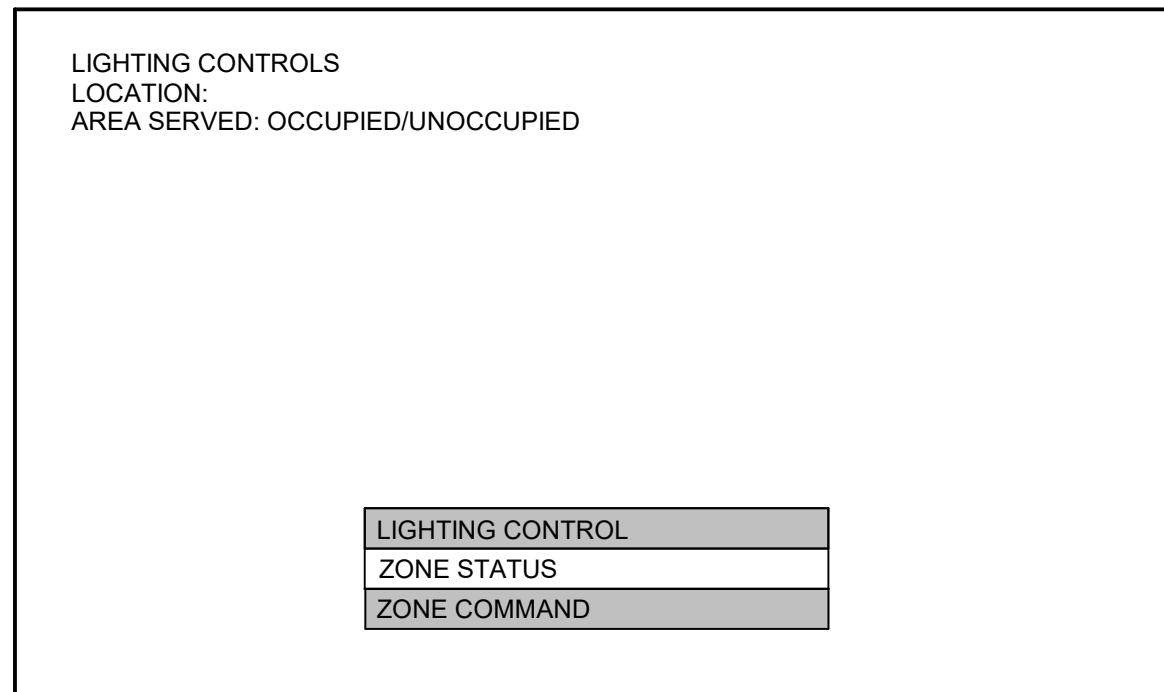 LIGHTING CONTROLS
LOCATION:
AREA SERVED: OCCUPIED/UNOCCUPIED
LIGHTING CONTROL
ZONE STATUS
ZONE COMMAND